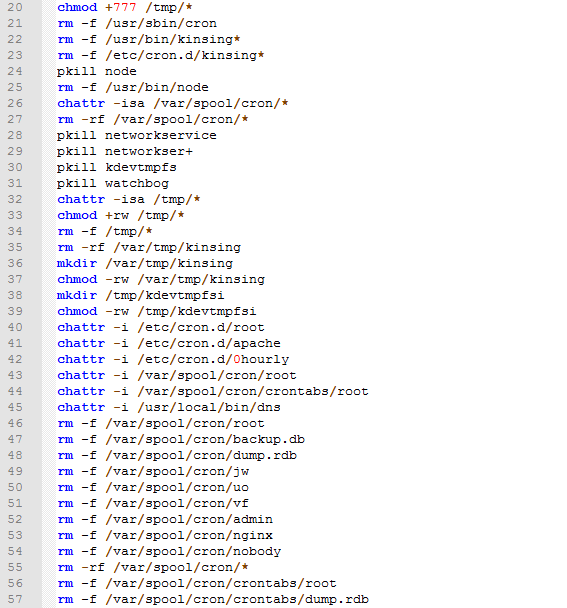 20 chmod +777 /tmp/*
21 rm -f /usr/sbin/cron
22 rm -f /usr/bin/kinsing*
23 rm -f /etc/cron.d/kinsing*
24 pkill node
25 rm -f /usr/bin/node
26 chattr -isa /var/spool/cron/*
27 rm -rf /var/spool/cron/*
28 pkill networkservice
29 pkill networkser+
30 pkill kdevtmpfs
31 pkill watchbog
32 chattr -isa /tmp/*
33 chmod +rw /tmp/*
34 rm -f /tmp/*
35 rm -rf /var/tmp/kinsing
36 mkdir /var/tmp/kinsing
37 chmod -rw /var/tmp/kinsing
38 mkdir /tmp/kdevtmpfsi
39 chmod -rw /tmp/kdevtmpfsi
40 chattr -i /etc/cron.d/root
41 chattr -i /etc/cron.d/apache
42 chattr -i /etc/cron.d/0hourly
43 chattr -i /var/spool/cron/root
44 chattr -i /var/spool/cron/crontabs/root
45 chattr -i /usr/local/bin/dns
46 rm -f /var/spool/cron/root
47 rm -f /var/spool/cron/backup.db
48 rm -f /var/spool/cron/dump.rdb
49 rm -f /var/spool/cron/jw
50 rm -f /var/spool/cron/uo
51 rm -f /var/spool/cron/vf
52 rm -f /var/spool/cron/admin
53 rm -f /var/spool/cron/nginx
54 rm -f /var/spool/cron/nobody
55 rm -rf /var/spool/cron/*
56 rm -f /var/spool/cron/crontabs/root
57 rm -f /var/spool/cron/crontabs/dump.rdb